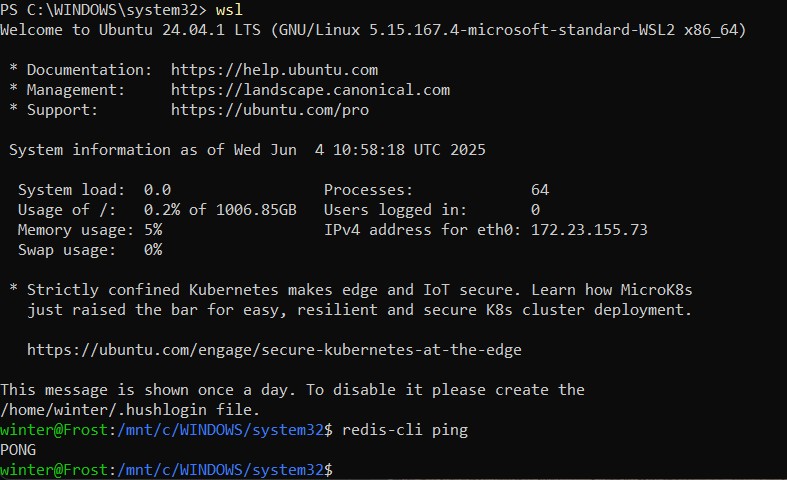 PS C:\WINDOWS\system32> wsl
Welcome to Ubuntu 24.04.1 LTS (GNU/Linux 5.15.167.4-microsoft-standard-WSL2 x86_64)
* Documentation:  https://help.ubuntu.com
* Management:     https://landscape.canonical.com
* Support:        https://ubuntu.com/pro
System information as of Wed Jun  4 10:58:18 UTC 2025
System load:  0.0                    Processes:             64
Usage of /:   0.2% of 1006.85GB   Users logged in:       0
Memory usage: 5%                  IPv4 address for eth0: 172.23.155.73
Swap usage:   0%
* Strictly confined Kubernetes makes edge and IoT secure. Learn how MicroK8s
just raised the bar for easy, resilient and secure K8s cluster deployment.
https://ubuntu.com/engage/secure-kubernetes-at-the-edge
This message is shown once a day. To disable it please create the
/home/winter/.hushlogin file.
winter@Frost:/mnt/c/WINDOWS/system32$ redis-cli ping
PONG
winter@Frost:/mnt/c/WINDOWS/system32$